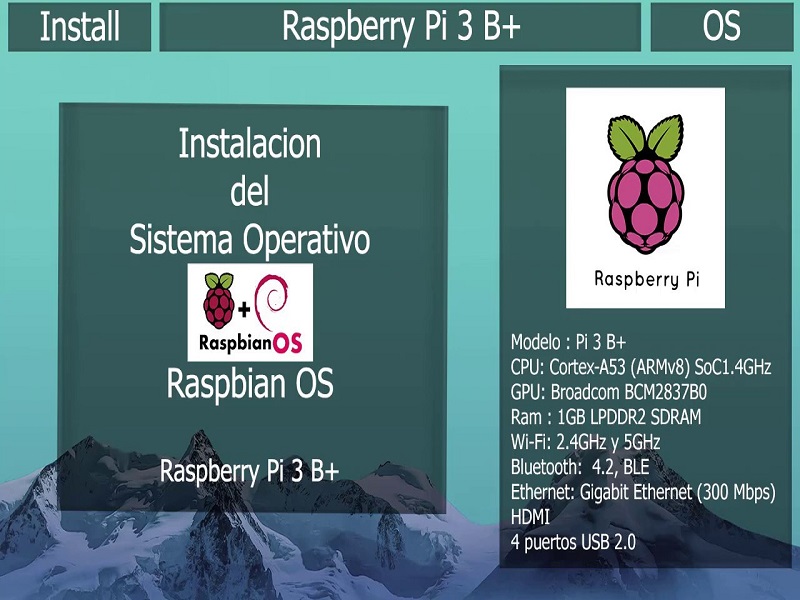 Install
Raspberry Pi 3 B+
OS
Instalacion
del
Sistema Operativo
+
RaspbianOS
Raspbian OS
Raspberry Pi 3 B+
Raspberry Pi
Modelo : Pi 3 B+
CPU: Cortex-A53 (ARMv8) SoC1.4GHz
GPU: Broadcom BCM2837B0
Ram : 1GB LPDDR2 SDRAM
Wi-Fi: 2.4GHz y 5GHz
Bluetooth:  4.2, BLE
Ethernet: Gigabit Ethernet (300 Mbps)
HDMI
4 puertos USB 2.0